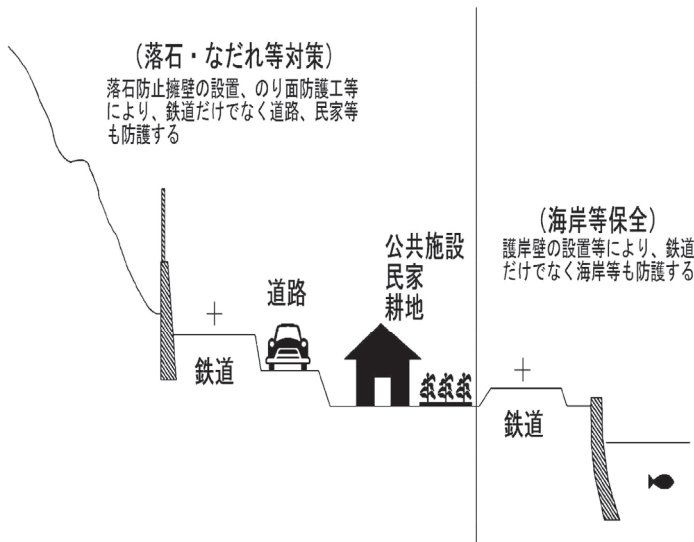 (落石・なだれ等対策)
落石防止擁壁の設置、のり面防護工等
により、鉄道だけでなく道路、民家等
も防護する
(海岸等保全)
護岸壁の設置等により、鉄道
だけでなく海岸等も防護する
公共施設
民家
耕地
道路
鉄道
鉄道